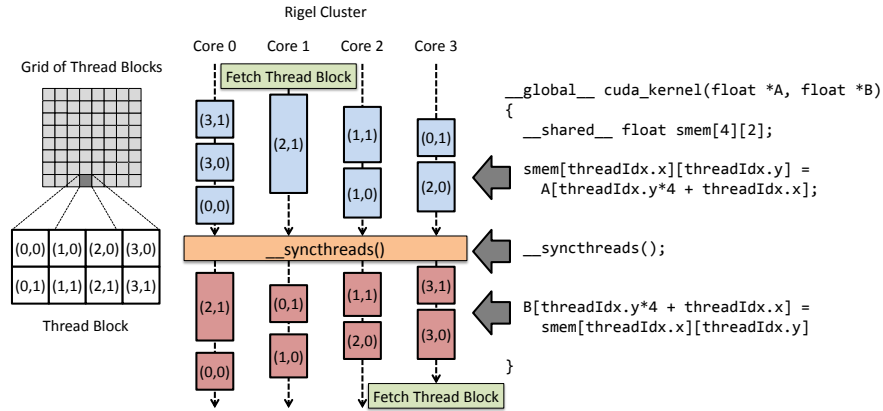 Rigel Cluster
Core 0 Core 1 Core 2 Core 3
Grid of Thread Blocks
Fetch Thread Block
(3,1)
(3,0)
(0,0)
(2,1)
(1,1)
(1,0)
(0,1)
(2,0)
(0,0) (1,0) (2,0) (3,0)
(0,1) (1,1) (2,1) (3,1)
Thread Block
__syncthreads()
(2,1)
(0,0)
(0,1)
(1,0)
(1,1)
(2,0)
(3,1)
(3,0)
Fetch Thread Block
__global__ cuda_kernel(float *A, float *B)
{
__shared__ float smem[4][2];
smem[threadIdx.x][threadIdx.y] =
A[threadIdx.y*4 + threadIdx.x];
__syncthreads();
B[threadIdx.y*4 + threadIdx.x] =
smem[threadIdx.x][threadIdx.y]
}